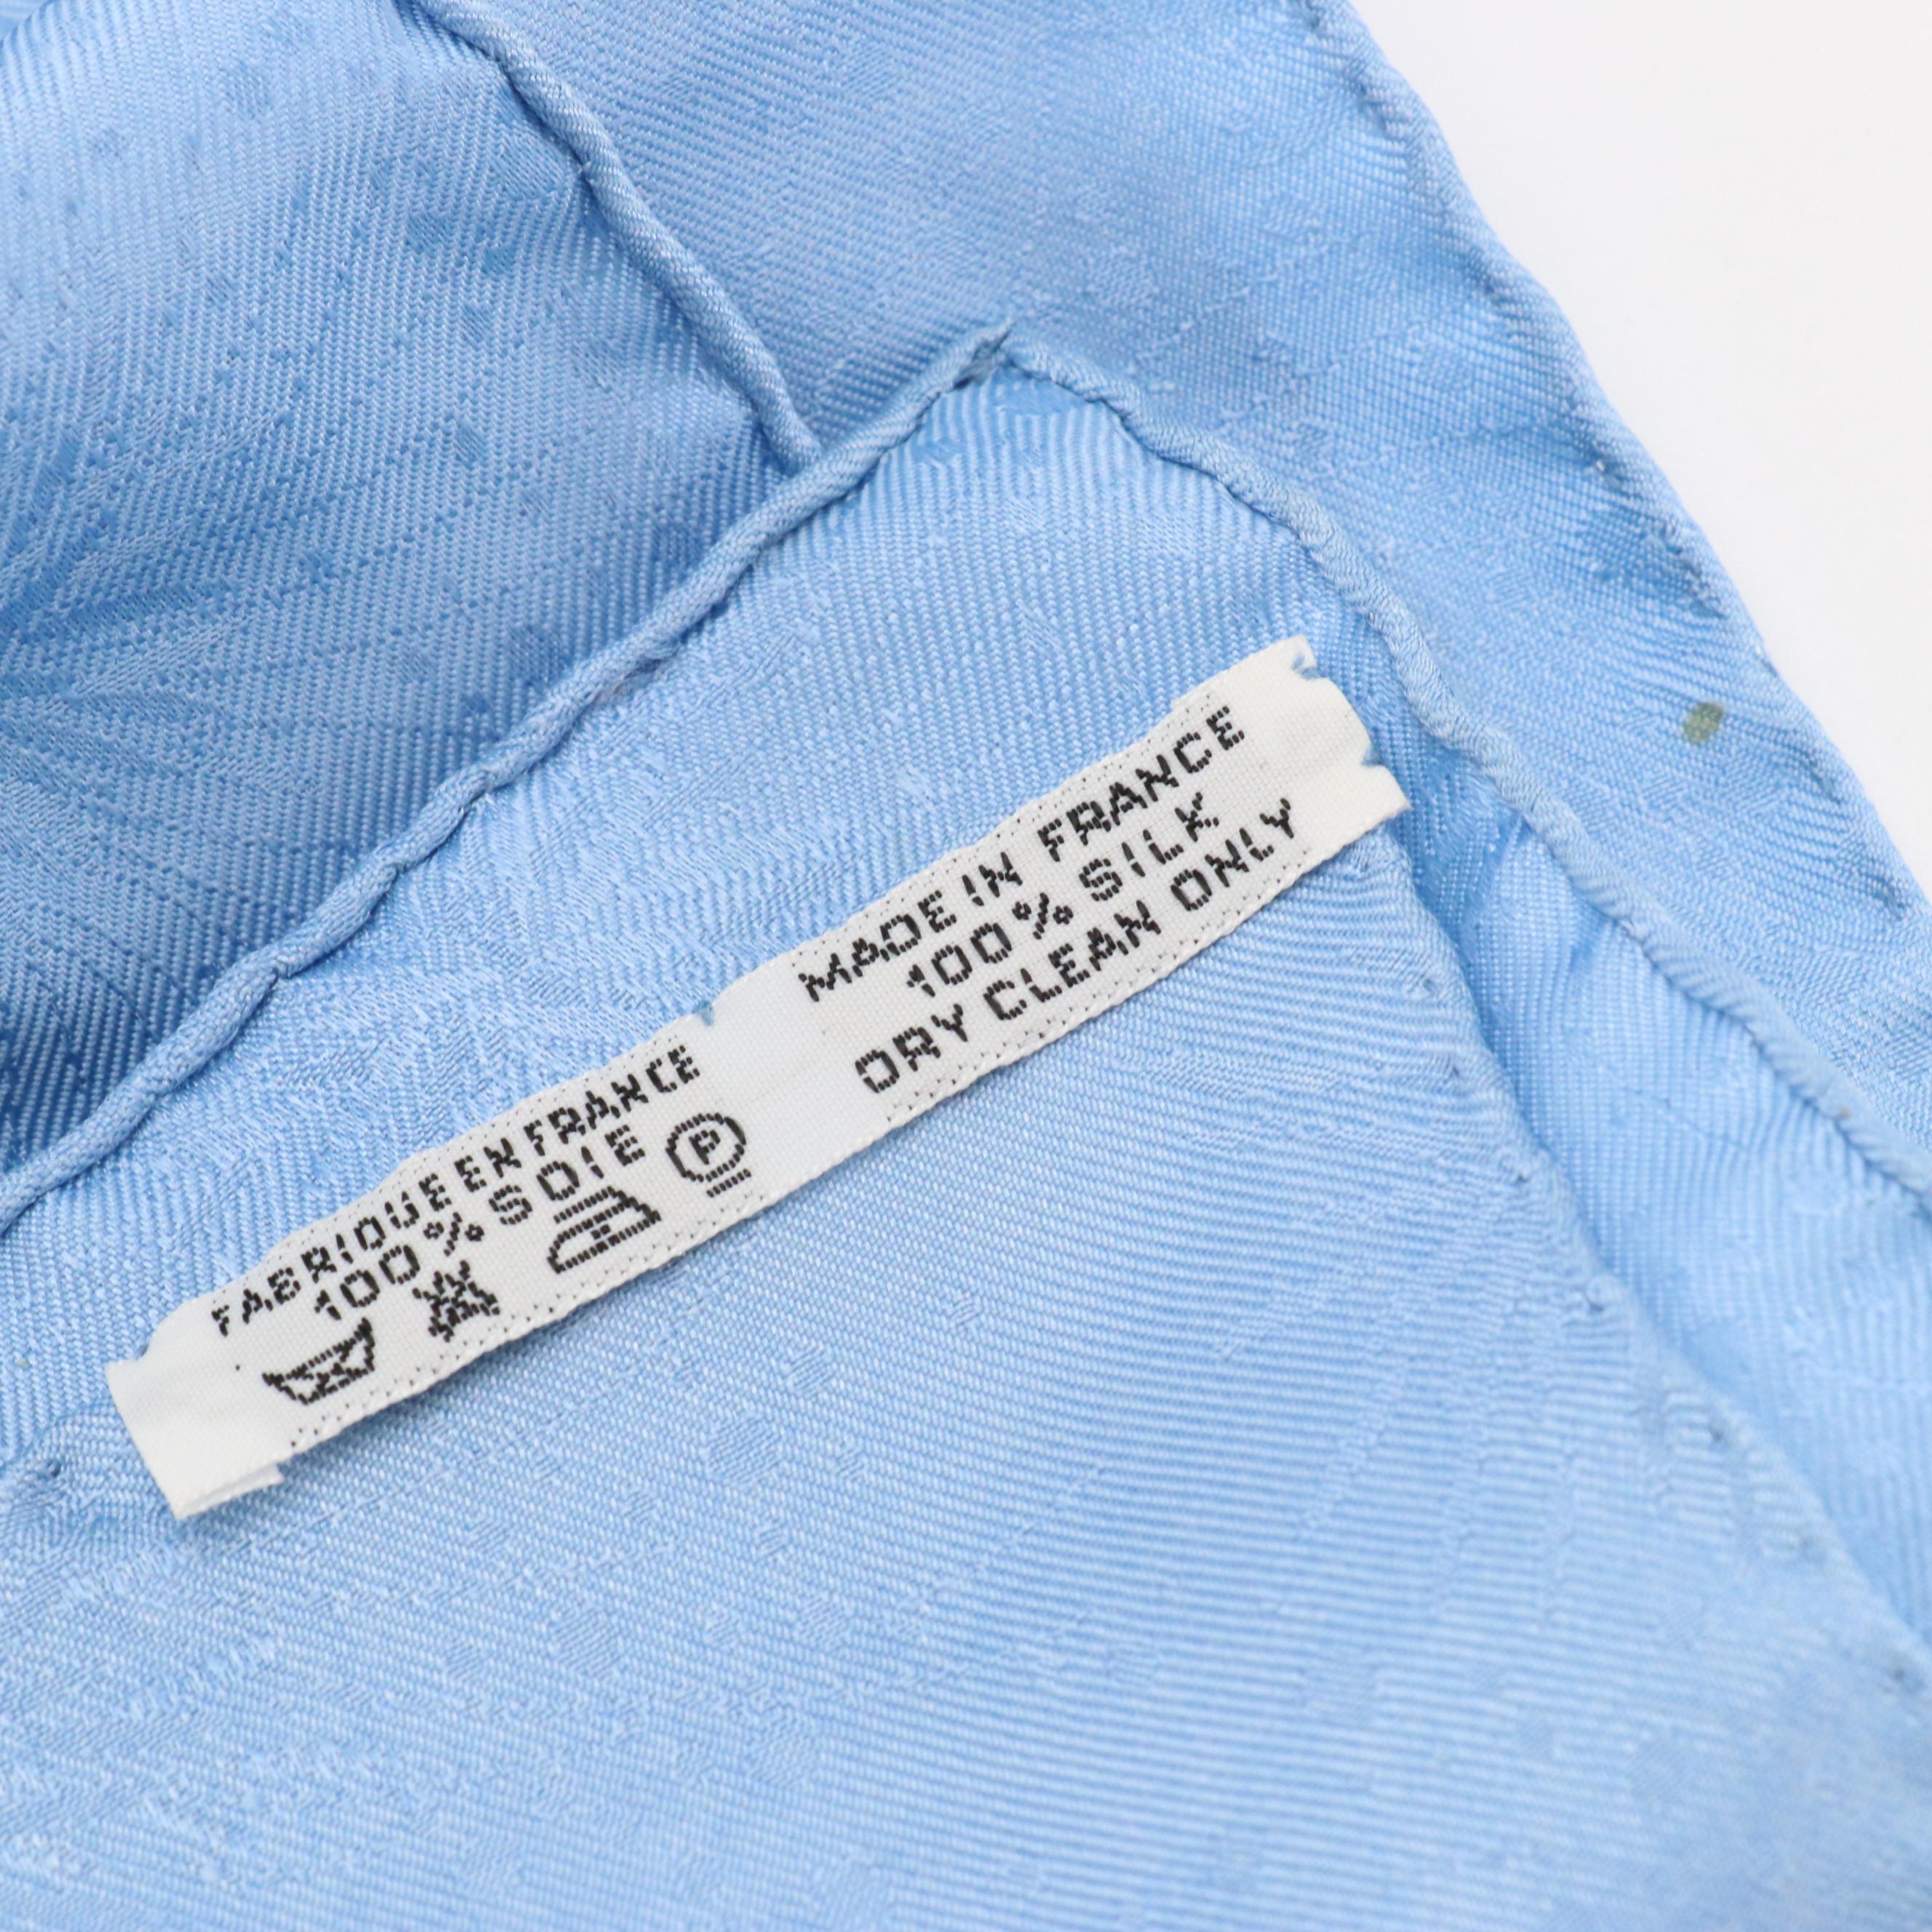 FABRIQUE EN FRANCE
100% SOIE
P
MADE IN FRANCE
100% SILK
DRY CLEAN ONLY